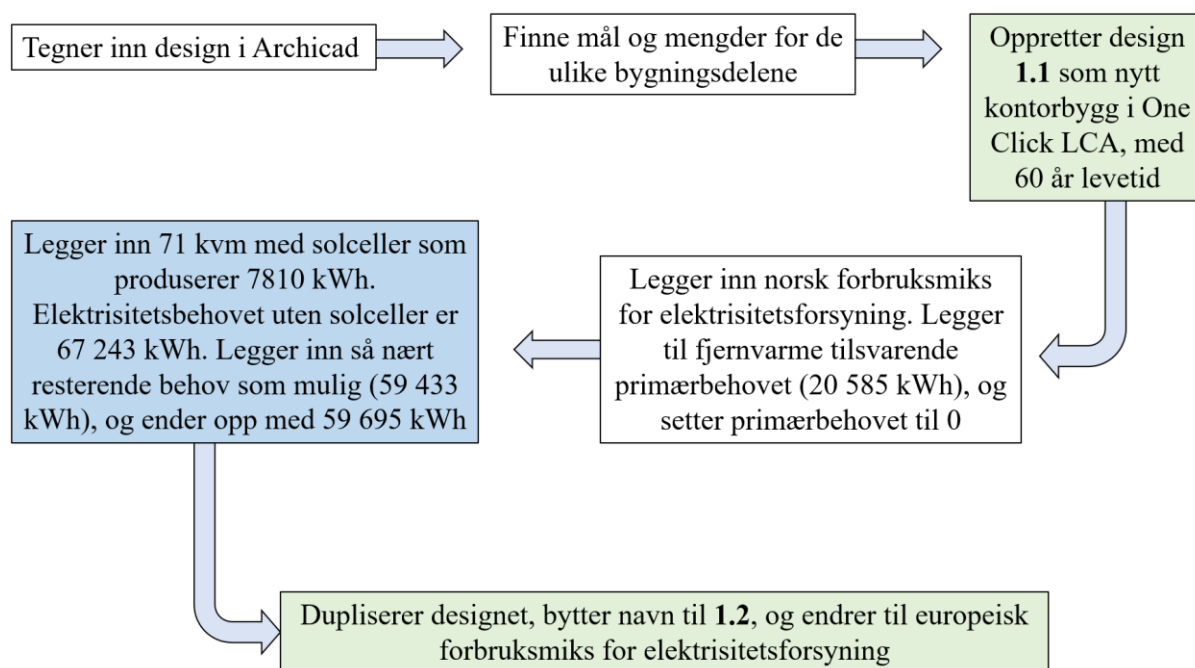 Tegner inn design i Archicad
Finne mål og mengder for de
ulike bygningsdelene
Oppretter design
1.1 som nytt
kontorbygg i One
Click LCA, med
60 år levetid
Legger inn norsk forbruksmiks
for elektrisitetsforsyning. Legger
til fjernvarme tilsvarende
primærbehovet (20 585 kWh), og
setter primærbehovet til 0
Legger inn 71 kvm med solceller som
produserer 7810 kWh.
Elektrisitetsbehovet uten solceller er
67 243 kWh. Legger inn så nært
resterende behov som mulig (59 433
kWh), og ender opp med 59 695 kWh
Dupliserer designet, bytter navn til 1.2, og endrer til europeisk
forbruksmiks for elektrisitetsforsyning